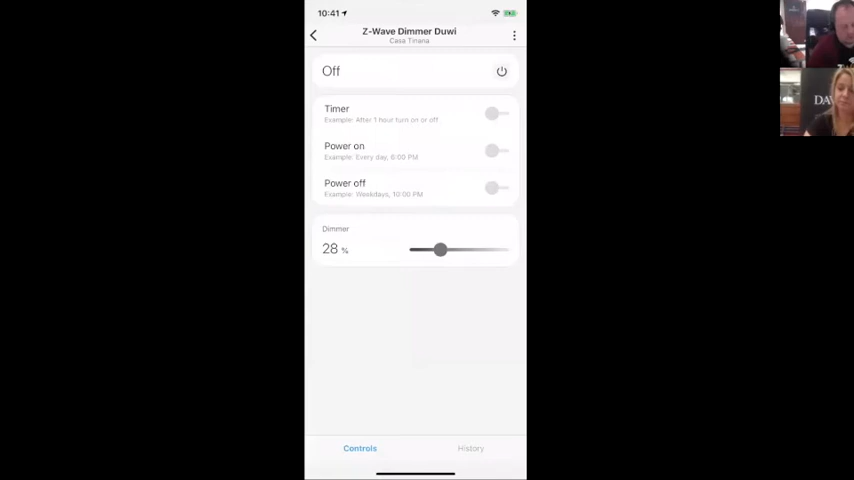 10:41
Z-Wave Dimmer Duwi
Casa Tinana
Off
Timer
Example: After 1 hour turn on or off
Power on
Example: Every day, 6:00 PM
Power off
Example: Weekdays, 10:00 PM
Dimmer
28 %
Controls
History